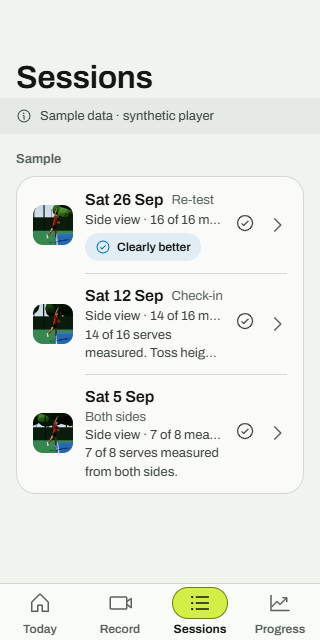 Sessions
Sample data · synthetic player
Sample
Sat 26 Sep Re-test
Side view · 16 of 16 m...
Clearly better
Sat 12 Sep Check-in
Side view · 14 of 16 m...
14 of 16 serves
measured. Toss heig...
Sat 5 Sep
Both sides
Side view · 7 of 8 mea...
7 of 8 serves measured
from both sides.
Today Record Sessions Progress